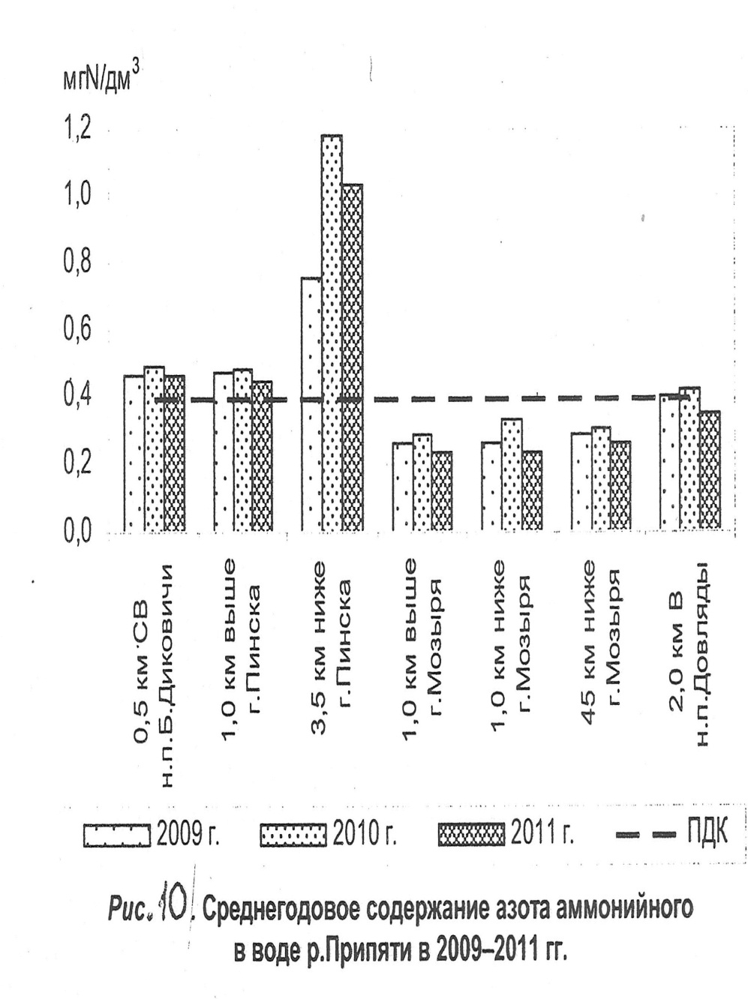 мгN/дм³
1,2
1,0
0,8
0,6
0,4
0,2
0,0
0,5 км СВ
н.п.Б.Диковичи
1,0 км выше
г.Пинска
3,5 км ниже
г.Пинска
1,0 км выше
г.Мозыря
1,0 км ниже
г.Мозыря
45 км ниже
г.Мозыря
2,0 км В
н.п.Довляды
2009 г. 2010 г. 2011 г. ПДК
Рис. 10. Среднегодовое содержание азота аммонийного
в воде р.Припяти в 2009–2011 гг.